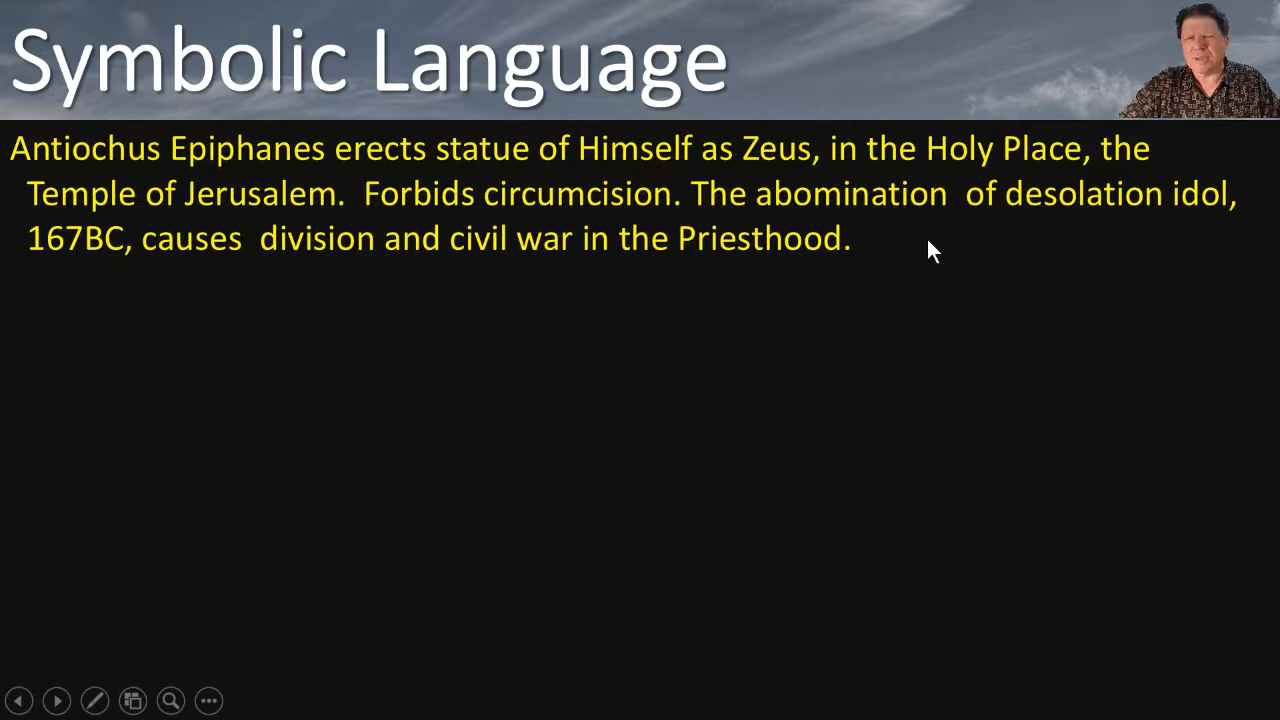 Symbolic Language
Antiochus Epiphanes erects statue of Himself as Zeus, in the Holy Place, the
Temple of Jerusalem.  Forbids circumcision. The abomination  of desolation idol,
167BC, causes  division and civil war in the Priesthood.